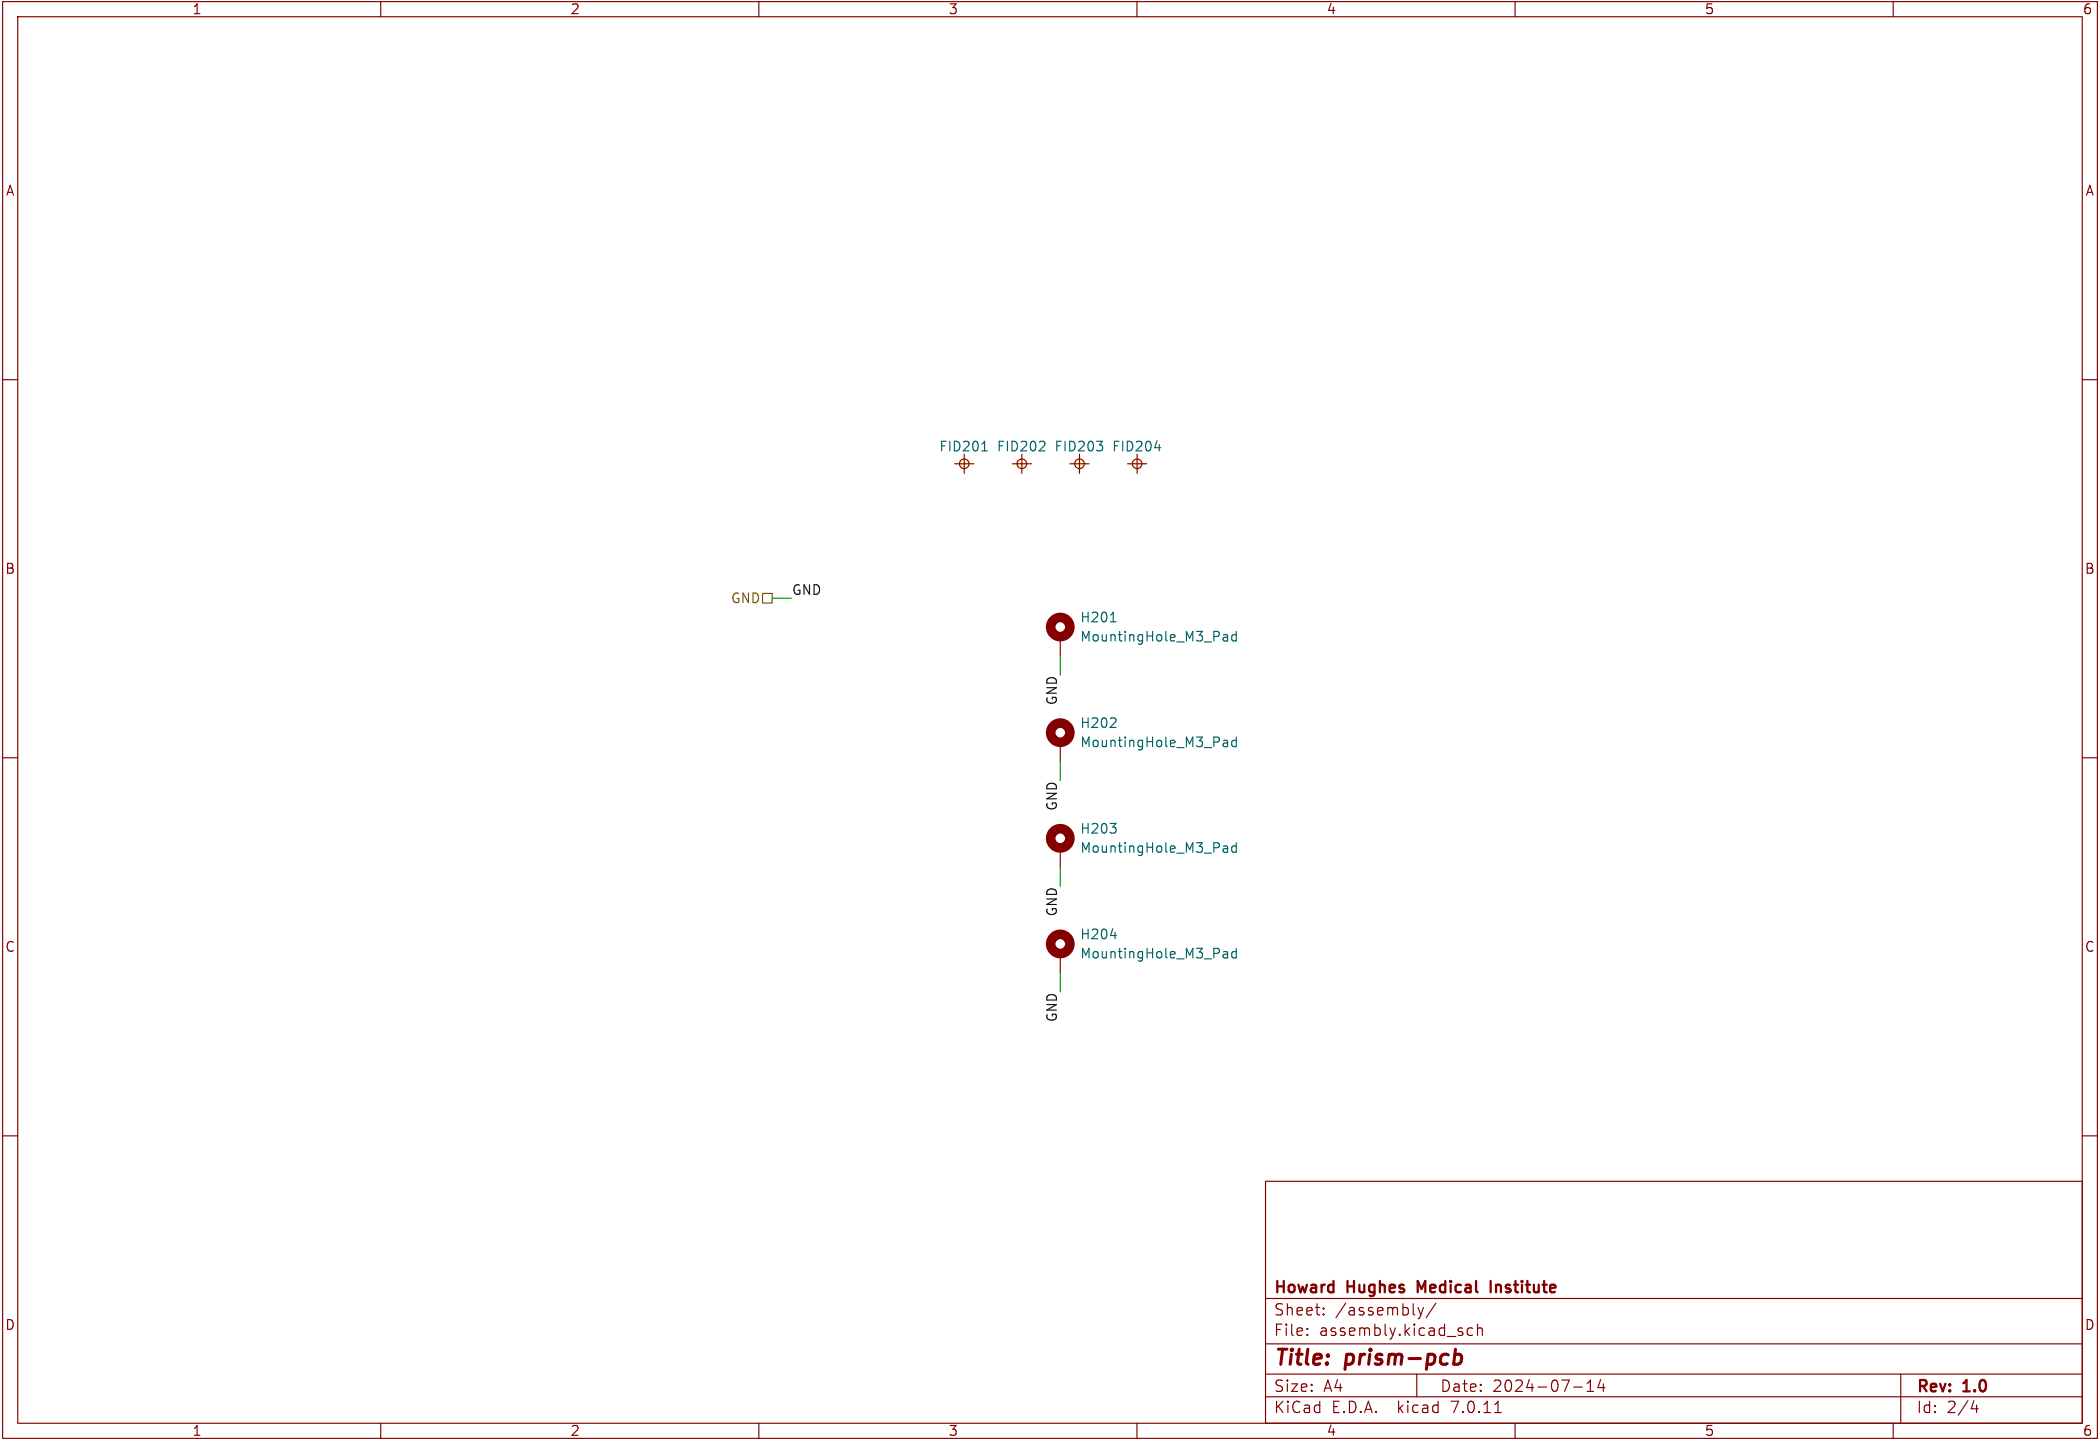 1 2 3 4 5 6
A A
FID201 FID202 FID203 FID204
B B
GND GND
H201
MountingHole_M3_Pad
GND
H202
MountingHole_M3_Pad
GND
H203
MountingHole_M3_Pad
GND
H204
MountingHole_M3_Pad
GND
C C
Howard Hughes Medical Institute
Sheet: /assembly/
File: assembly.kicad_sch
D D
Title: prism-pcb
Size: A4 Date: 2024-07-14 Rev: 1.0
KiCad E.D.A. kicad 7.0.11 Id: 2/4
1 2 3 4 5 6